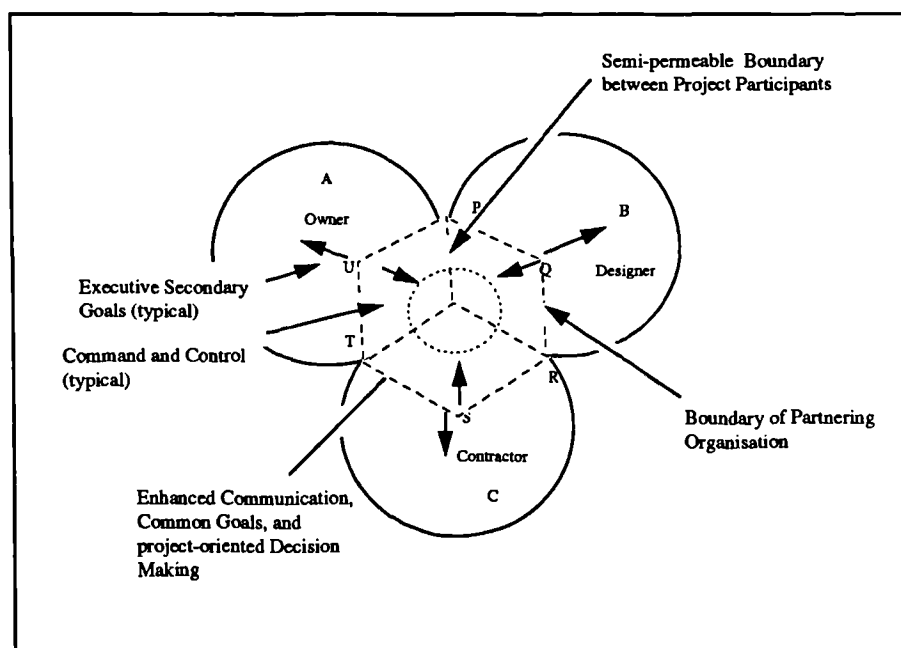 Semi-permeable Boundary
between Project Participants
A
P
B
Owner
U
Q
Designer
Executive Secondary
Goals (typical)
Command and Control
(typical)
T
R
S
Boundary of Partnering
Organisation
Contractor
C
Enhanced Communication,
Common Goals, and
project-oriented Decision
Making